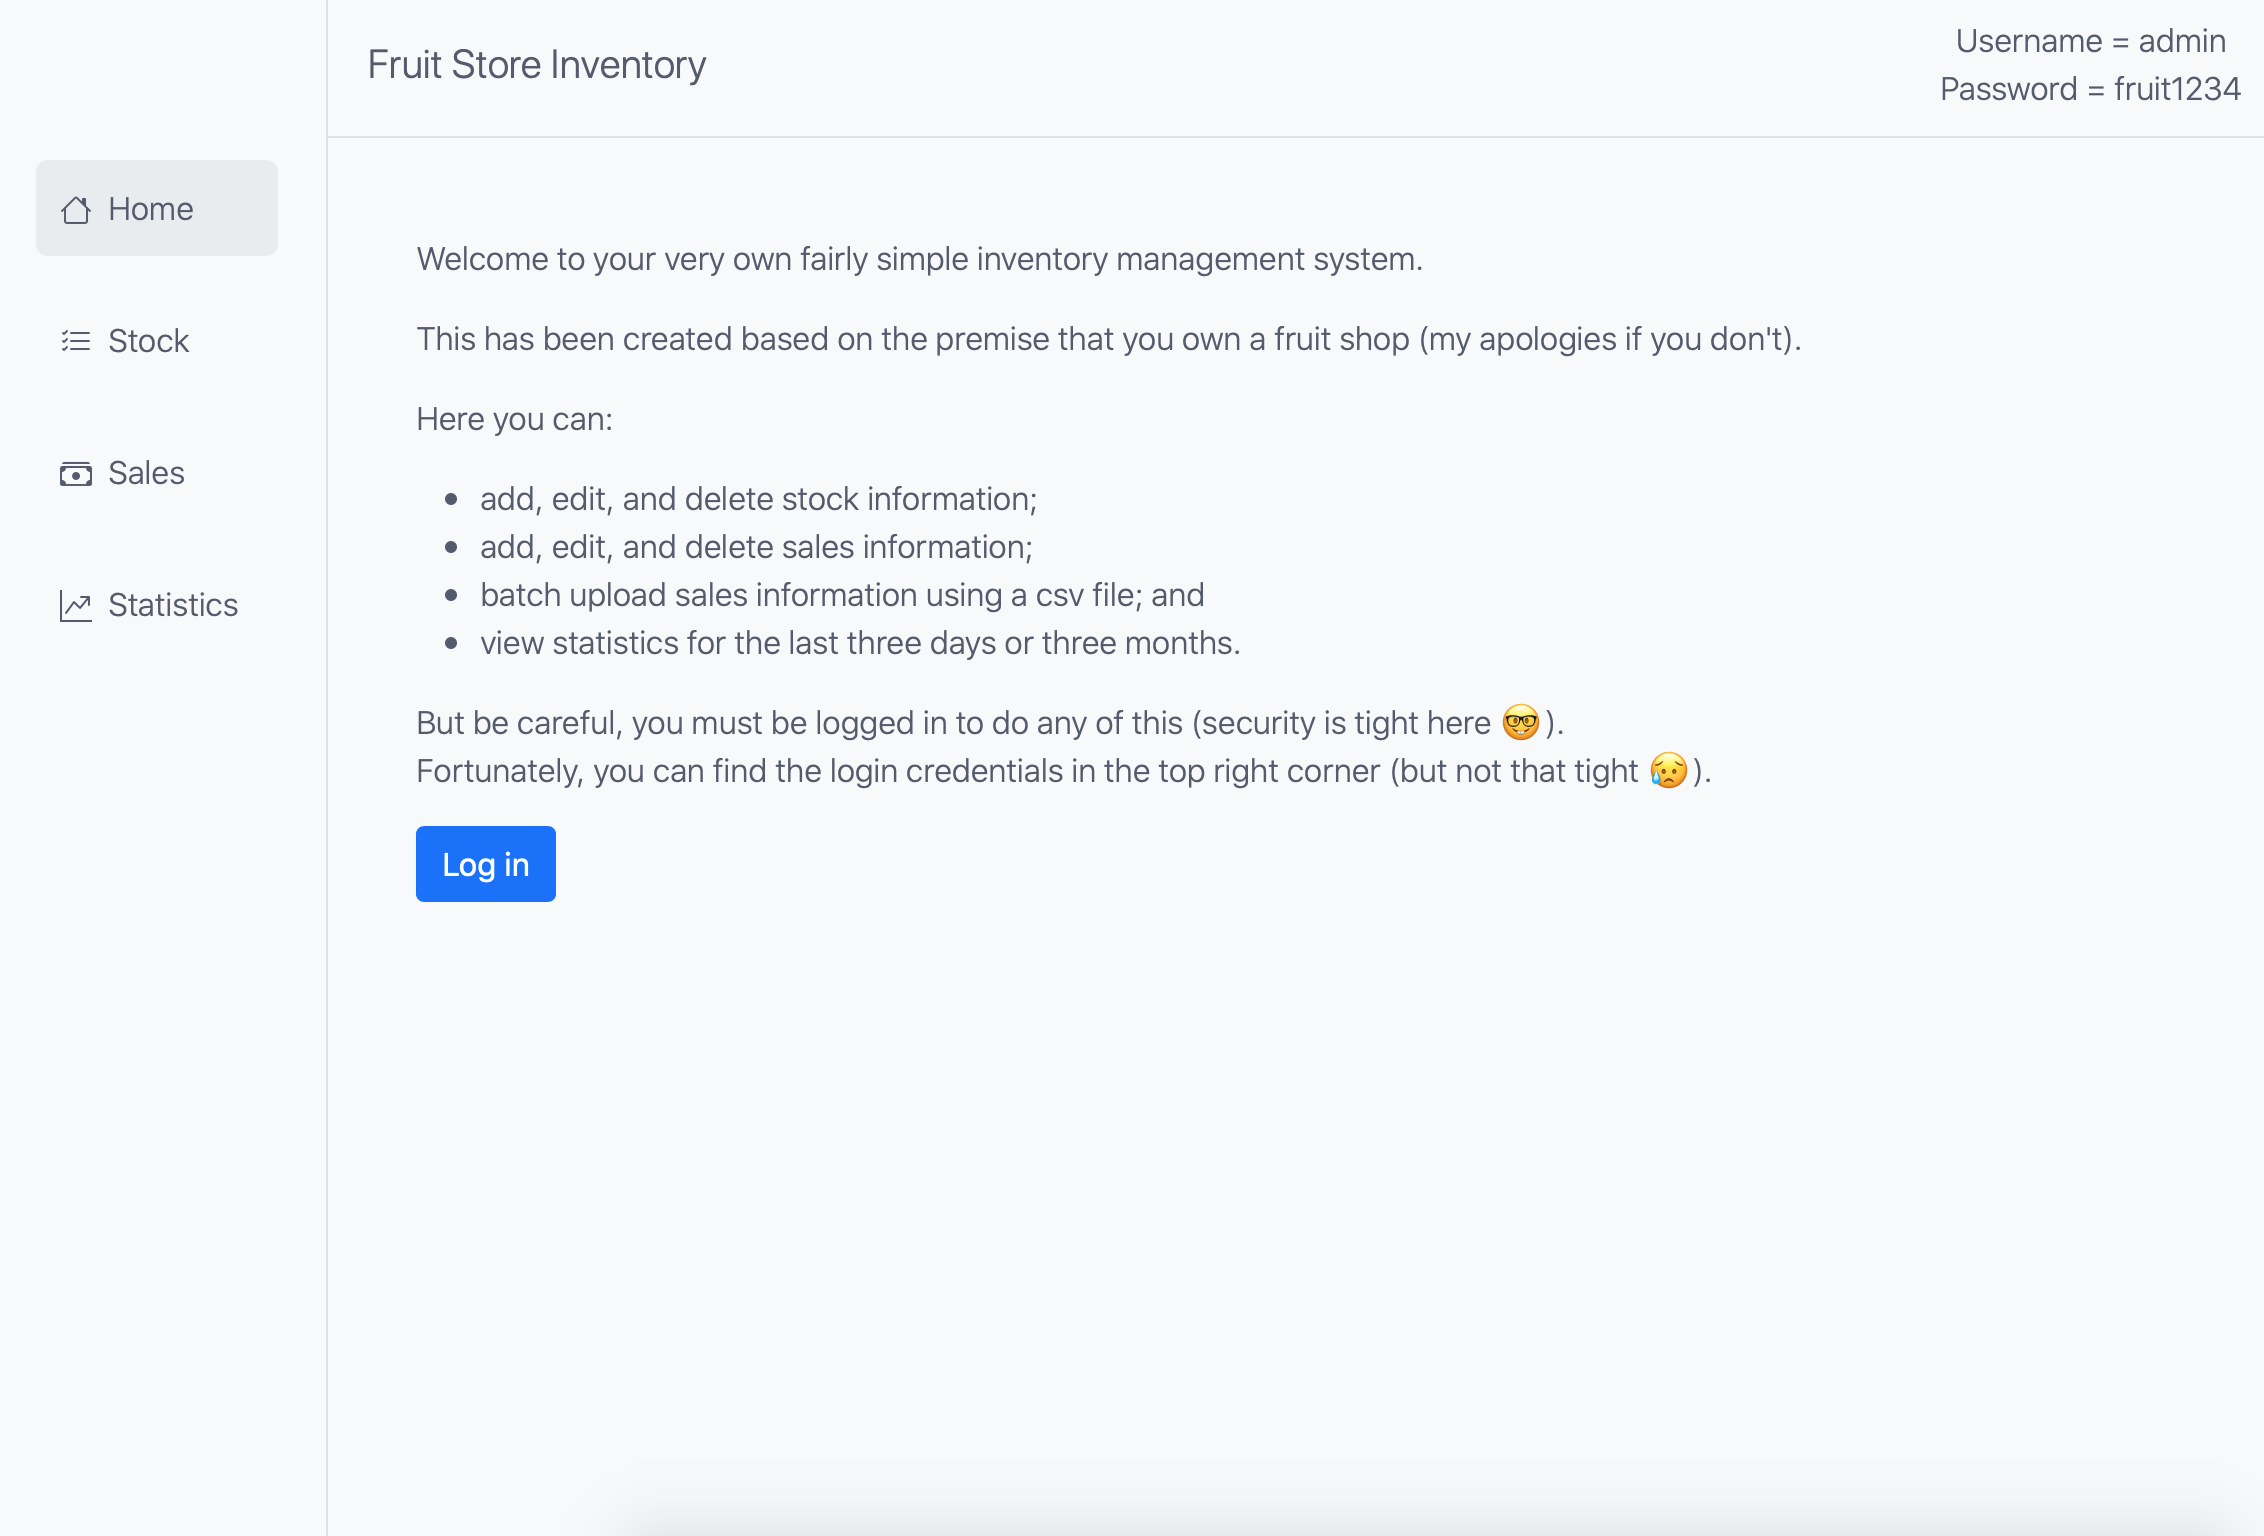 Fruit Store Inventory
Username = admin
Password = fruit1234
Home
Stock
Sales
Statistics
Welcome to your very own fairly simple inventory management system.
This has been created based on the premise that you own a fruit shop (my apologies if you don't).
Here you can:
add, edit, and delete stock information;
add, edit, and delete sales information;
batch upload sales information using a csv file; and
view statistics for the last three days or three months.
But be careful, you must be logged in to do any of this (security is tight here 🤓).
Fortunately, you can find the login credentials in the top right corner (but not that tight 😥).
Log in